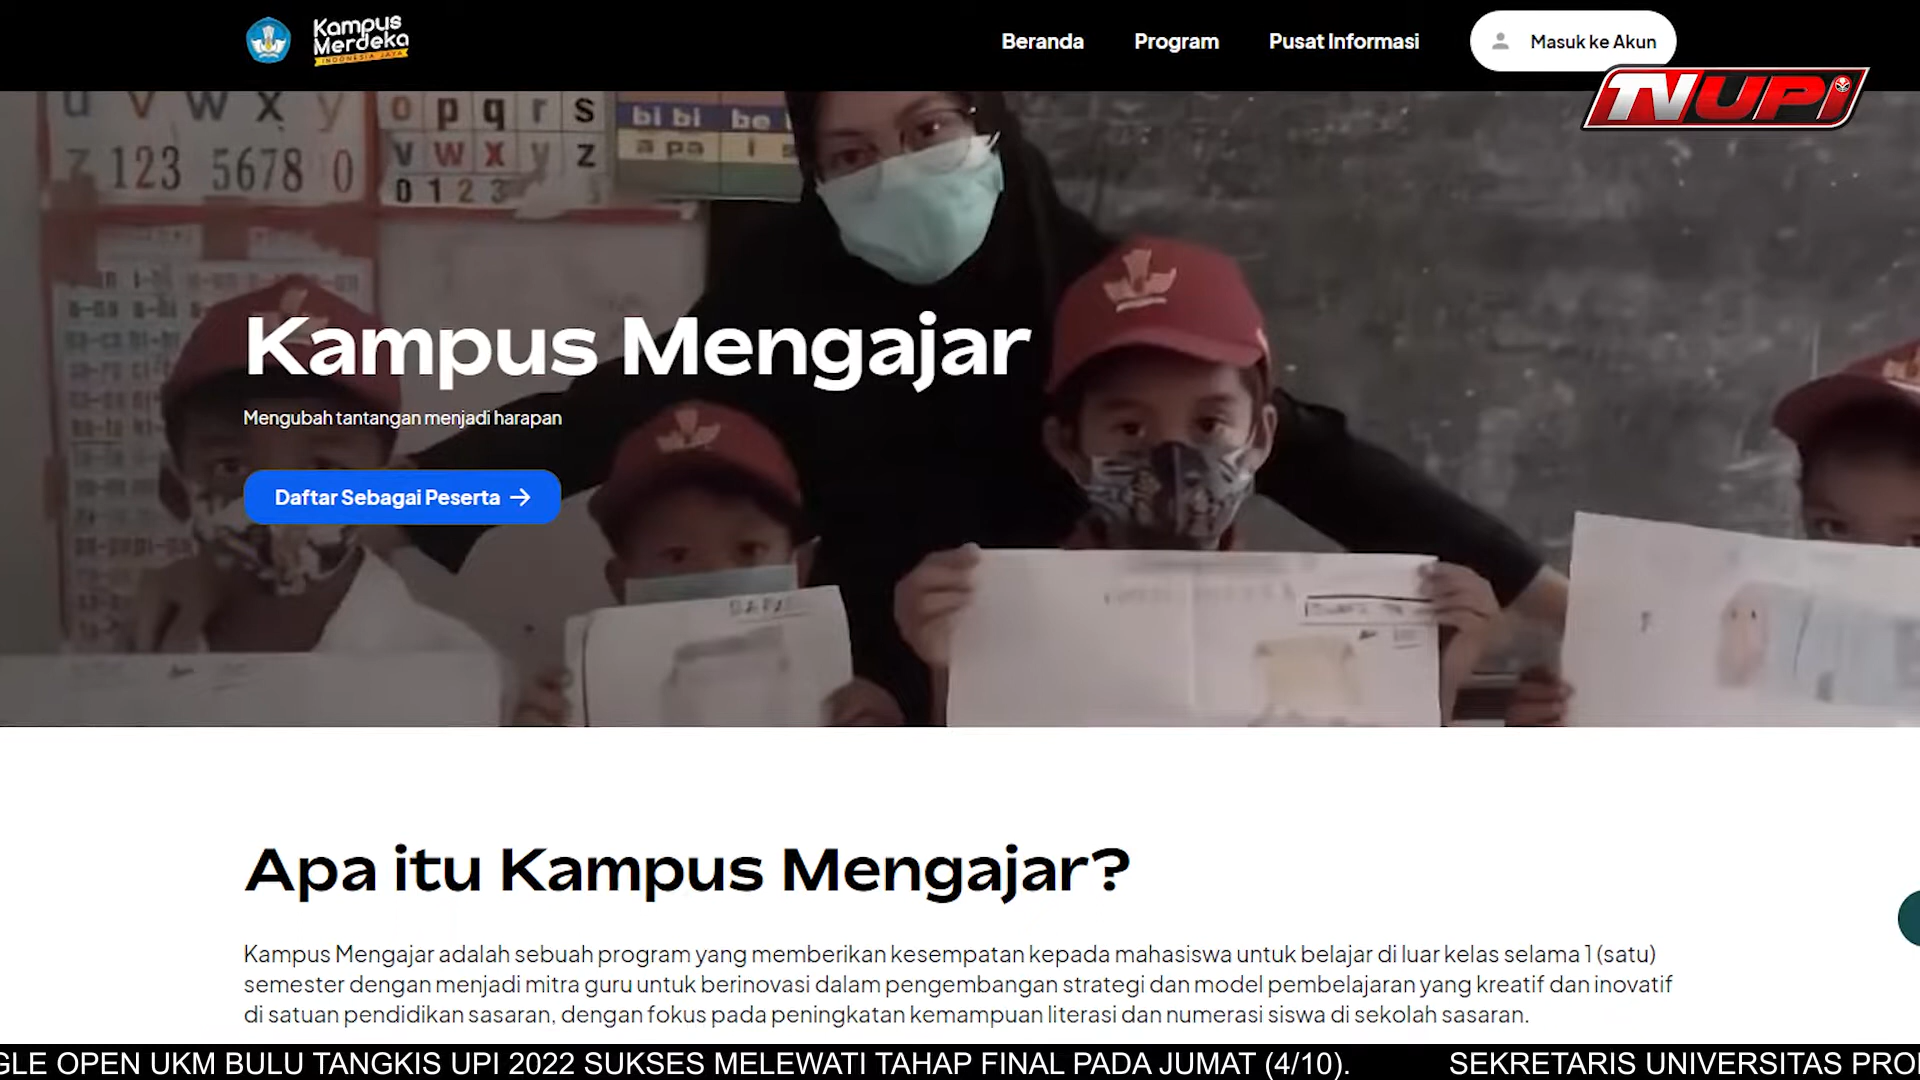 Kampus
Merdeka
INDONESIA JAYA
Beranda
Program
Pusat Informasi
Masuk ke Akun
TVUPI
u v w x y
z 123 5678 0
o p q r s
v w x y z
0 1 2 3
bi bi be
a pa i s
Kampus Mengajar
Mengubah tantangan menjadi harapan
Daftar Sebagai Peserta →
Apa itu Kampus Mengajar?
Kampus Mengajar adalah sebuah program yang memberikan kesempatan kepada mahasiswa untuk belajar di luar kelas selama 1 (satu)
semester dengan menjadi mitra guru untuk berinovasi dalam pengembangan strategi dan model pembelajaran yang kreatif dan inovatif
di satuan pendidikan sasaran, dengan fokus pada peningkatan kemampuan literasi dan numerasi siswa di sekolah sasaran.
GLE OPEN UKM BULU TANGKIS UPI 2022 SUKSES MELEWATI TAHAP FINAL PADA JUMAT (4/10). SEKRETARIS UNIVERSITAS